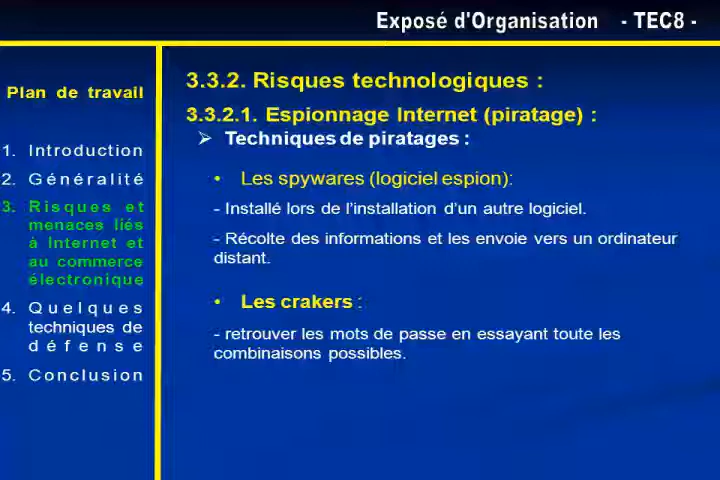 Exposé d'Organisation - TEC8 -
Plan de travail
1. Introduction
2. Généralité
3. Risques et
menaces liés
à Internet et
au commerce
électronique
4. Quelques
techniques de
défense
5. Conclusion
3.3.2. Risques technologiques :
3.3.2.1. Espionnage Internet (piratage) :
➢ Techniques de piratages :
• Les spywares (logiciel espion):
- Installé lors de l'installation d'un autre logiciel.
- Récolte des informations et les envoie vers un ordinateur
distant.
• Les crakers :
- retrouver les mots de passe en essayant toute les
combinaisons possibles.